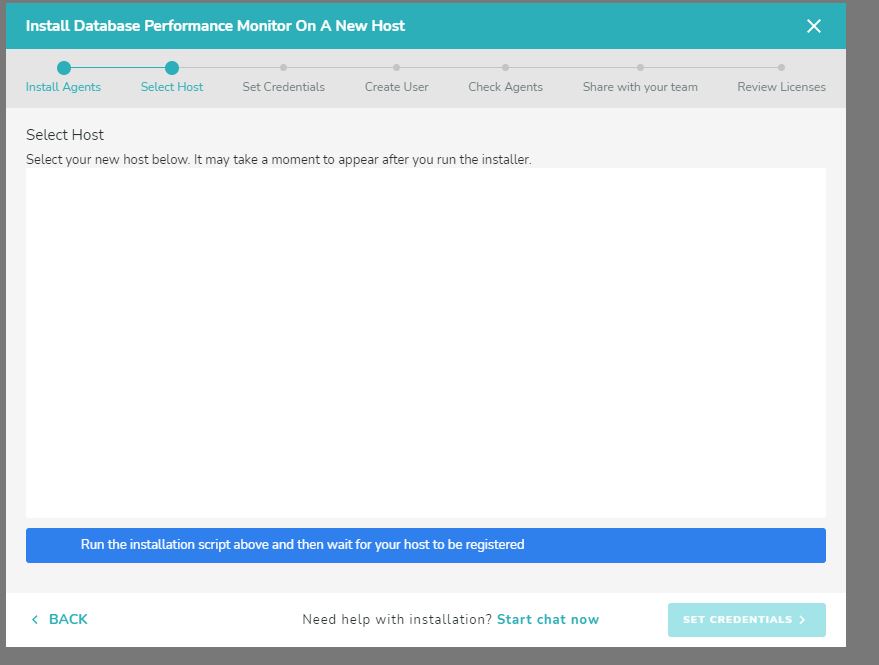 Install Database Performance Monitor On A New Host
Install Agents
Select Host
Set Credentials
Create User
Check Agents
Share with your team
Review Licenses
Select Host
Select your new host below. It may take a moment to appear after you run the installer.
Run the installation script above and then wait for your host to be registered
BACK
Need help with installation? Start chat now
SET CREDENTIALS